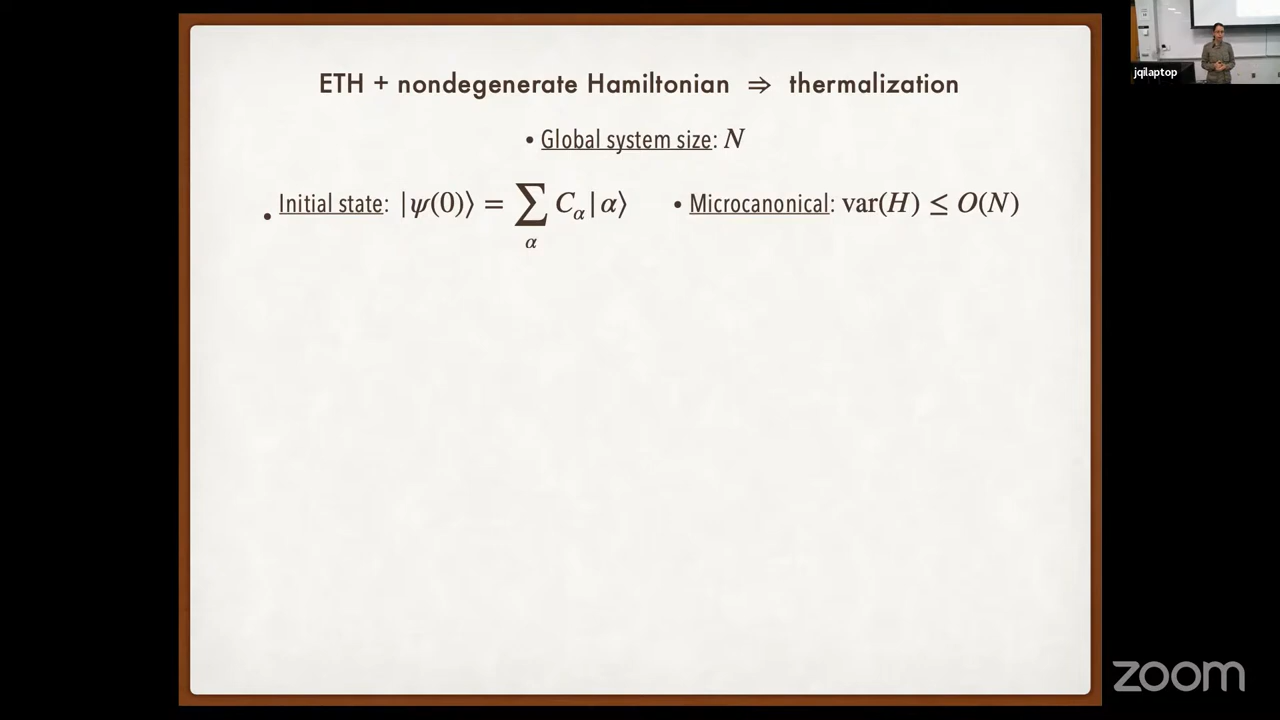 ETH + nondegenerate Hamiltonian ⇒ thermalization
• Global system size: N
• Initial state: |ψ(0)⟩ = ∑_α C_α|α⟩ • Microcanonical: var(H) ≤ O(N)
jqilaptop
zoom